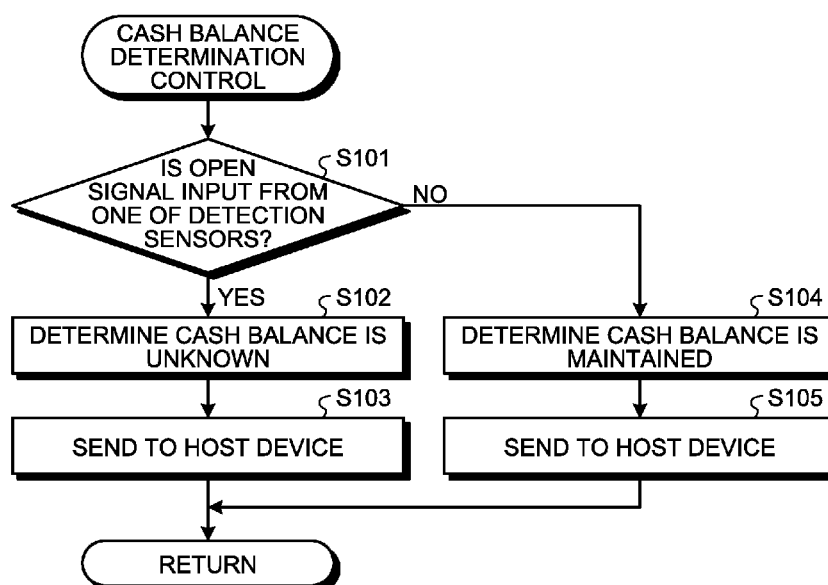 CASH BALANCE
DETERMINATION
CONTROL
S101
IS OPEN
SIGNAL INPUT FROM
ONE OF DETECTION
SENSORS?
NO
YES
S102
DETERMINE CASH BALANCE IS
UNKNOWN
S104
DETERMINE CASH BALANCE IS
MAINTAINED
S103
SEND TO HOST DEVICE
S105
SEND TO HOST DEVICE
RETURN